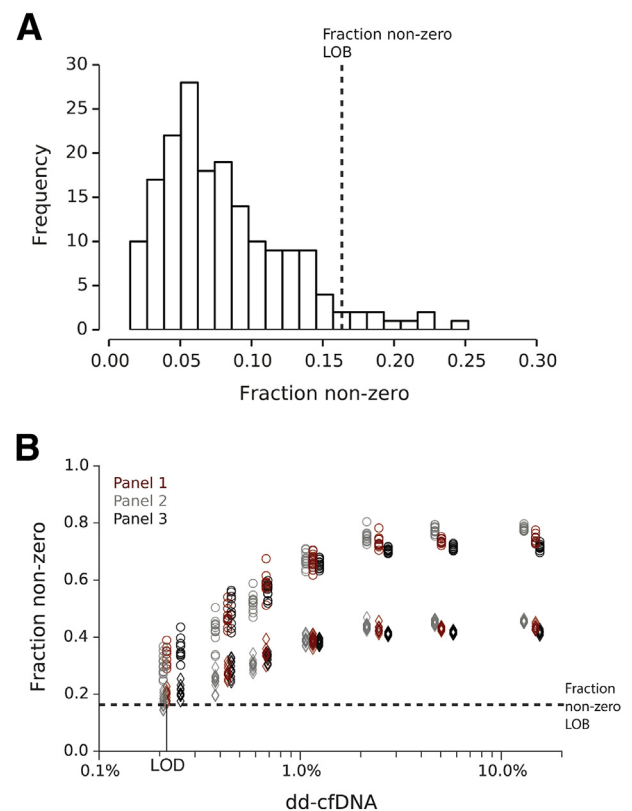 A
Fraction non-zero
LOB
30
25
20
15
10
5
0
Frequency
0.00 0.05 0.10 0.15 0.20 0.25 0.30
Fraction non-zero
B
1.0
0.8
0.6
0.4
0.2
0.0
Fraction non-zero
Panel 1
Panel 2
Panel 3
Fraction
non-zero
LOB
0.1% LOD 1.0% 10.0%
dd-cfDNA